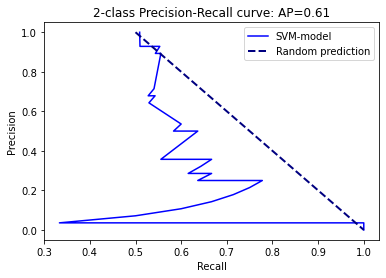 2-class Precision-Recall curve: AP=0.61
SVM-model
Random prediction
Precision
1.0
0.8
0.6
0.4
0.2
0.0
0.3 0.4 0.5 0.6 0.7 0.8 0.9 1.0
Recall